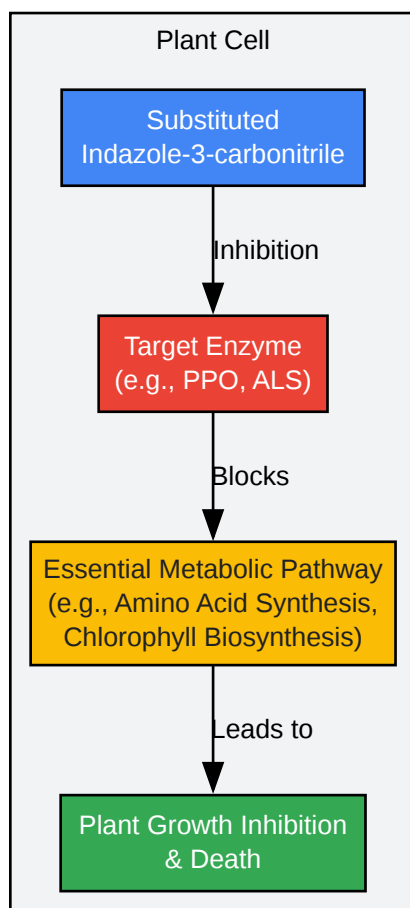 Plant Cell
Substituted
Indazole-3-carbonitrile
Inhibition
Target Enzyme
(e.g., PPO, ALS)
Blocks
Essential Metabolic Pathway
(e.g., Amino Acid Synthesis,
Chlorophyll Biosynthesis)
Leads to
Plant Growth Inhibition
& Death